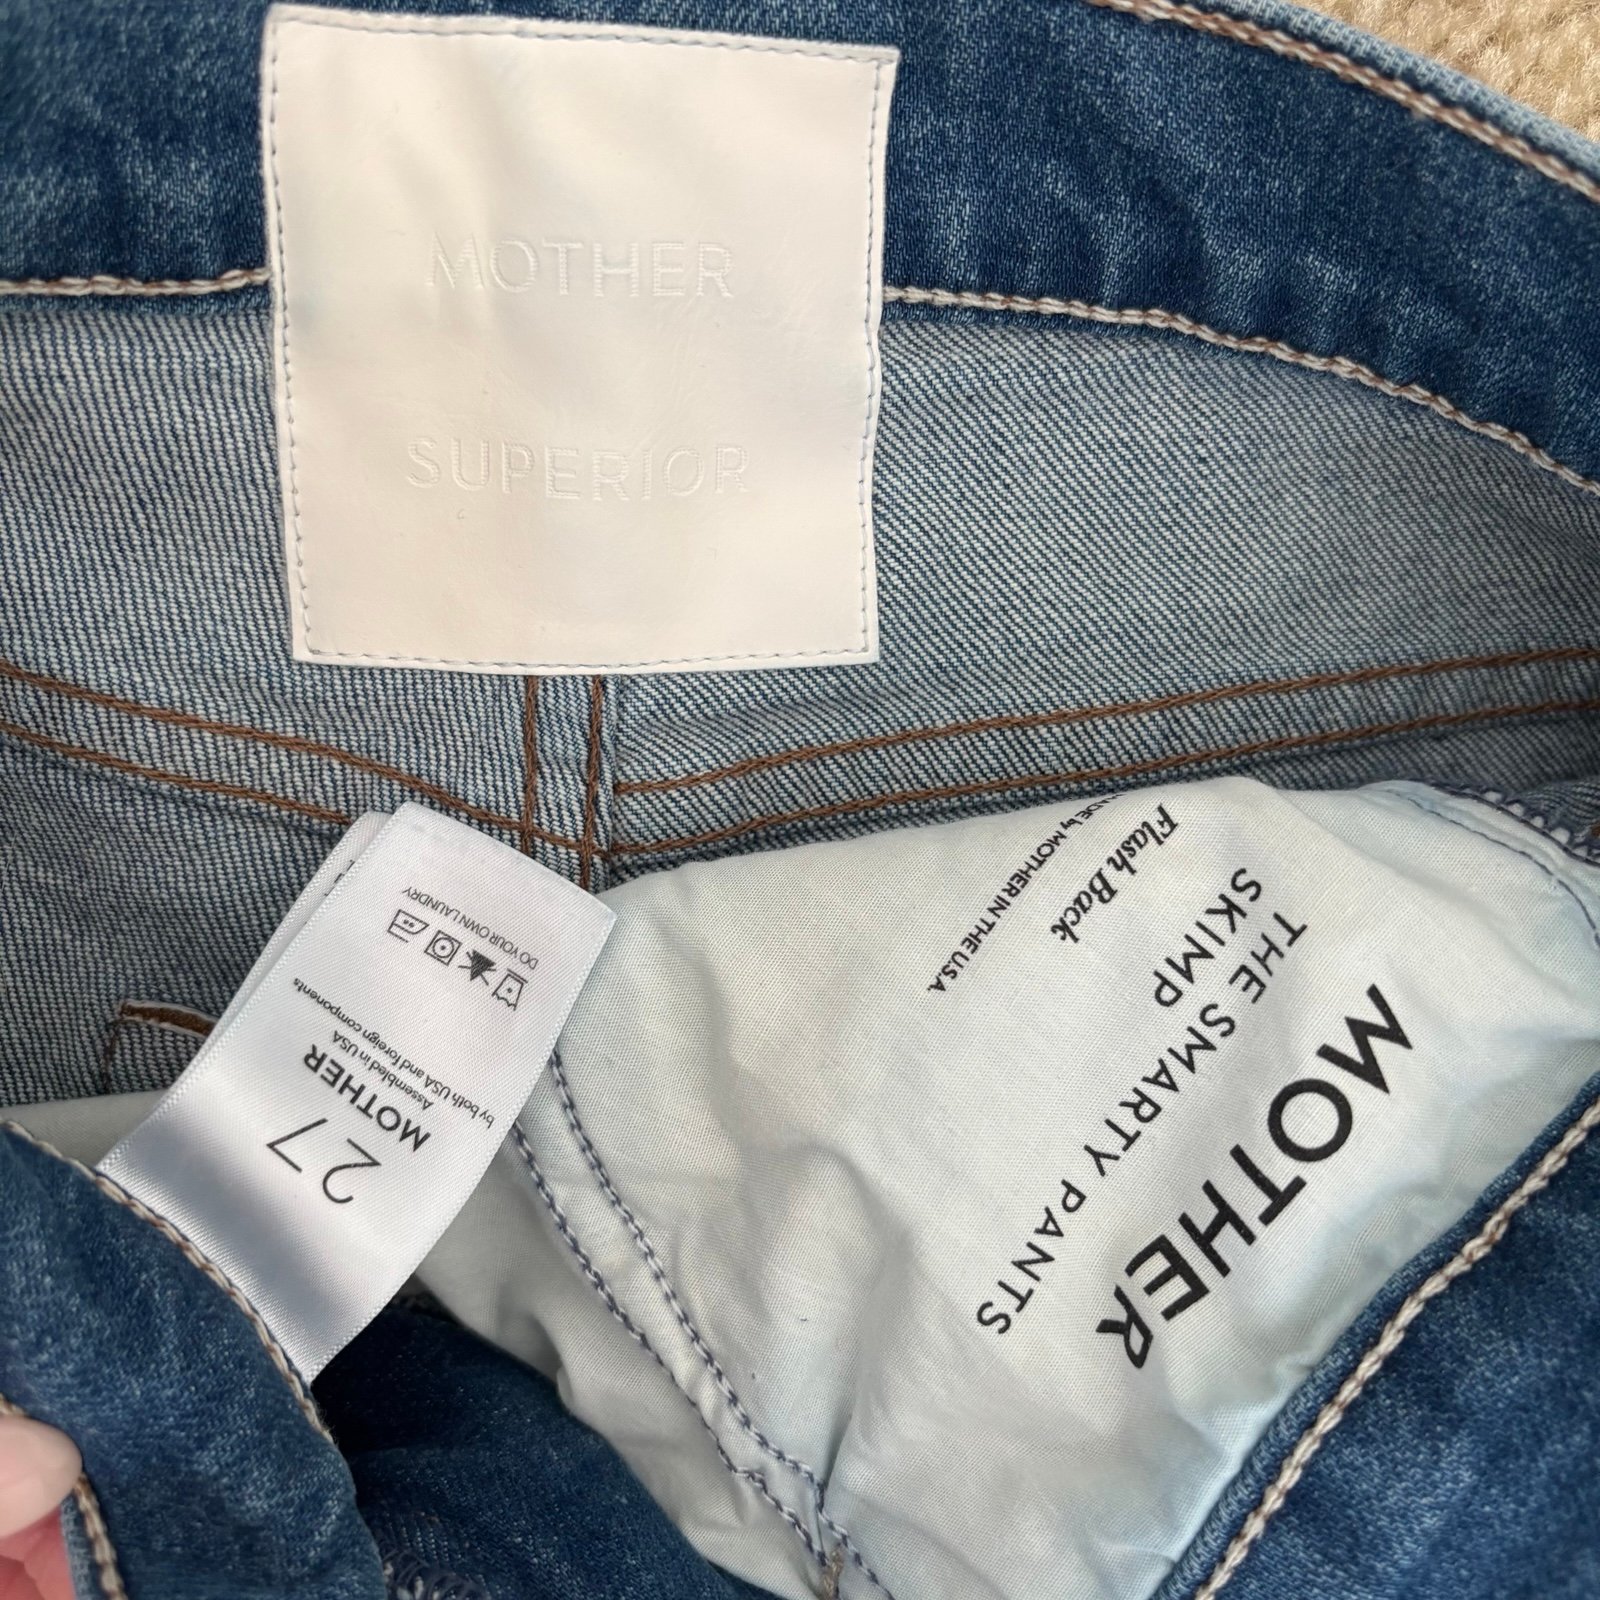 MOTHER
SUPERIOR
27
MOTHER
Assembled in USA
by both USA and foreign components
DO YOUR OWN LAUNDRY
MOTHER
THE SMARTY PANTS
SKIMP
Flash Back
MADE by MOTHER IN THE U.S.A.